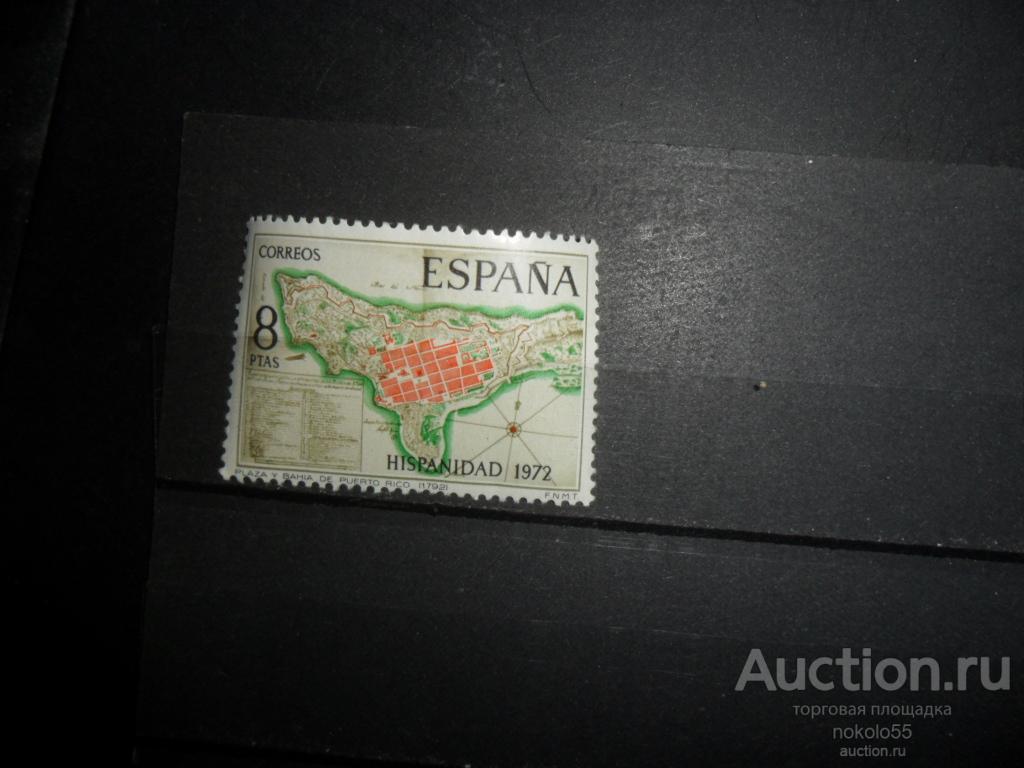 CORREOS
ESPAÑA
8
PTAS
HISPANIDAD 1972
PLAZA Y BAHIA DE PUERTO RICO (1792)
F.N.M.T.
Auction.ru
торговая площадка
nokolo55
auction.ru